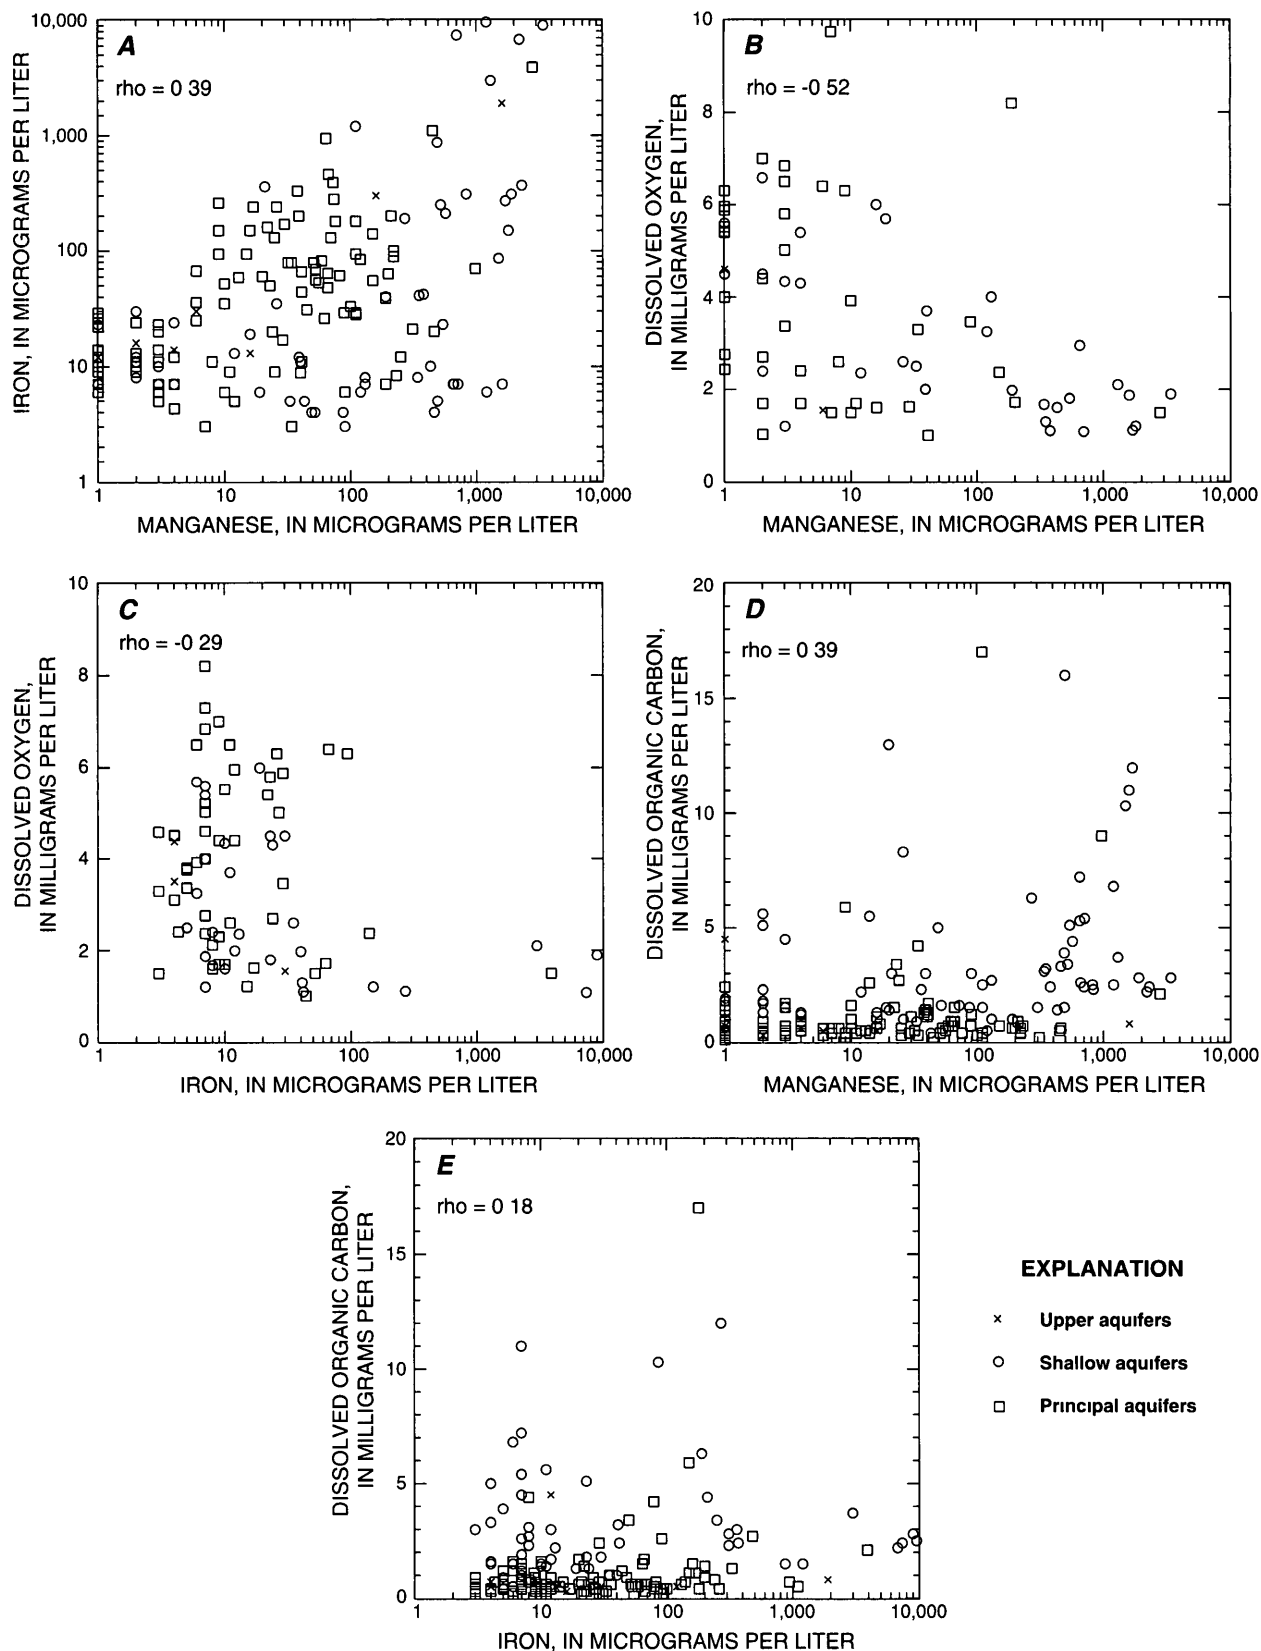 A
rho = 0 39
10,000
1,000
100
10
1
IRON, IN MICROGRAMS PER LITER
1 10 100 1,000 10,000
MANGANESE, IN MICROGRAMS PER LITER
B
rho = -0 52
10
8
6
4
2
0
DISSOLVED OXYGEN,
IN MILLIGRAMS PER LITER
1 10 100 1,000 10,000
MANGANESE, IN MICROGRAMS PER LITER
C
rho = -0 29
10
8
6
4
2
0
DISSOLVED OXYGEN,
IN MILLIGRAMS PER LITER
1 10 100 1,000 10,000
IRON, IN MICROGRAMS PER LITER
D
rho = 0 39
20
15
10
5
0
DISSOLVED ORGANIC CARBON,
IN MILLIGRAMS PER LITER
1 10 100 1,000 10,000
MANGANESE, IN MICROGRAMS PER LITER
E
rho = 0 18
20
15
10
5
0
DISSOLVED ORGANIC CARBON,
IN MILLIGRAMS PER LITER
1 10 100 1,000 10,000
IRON, IN MICROGRAMS PER LITER
EXPLANATION
Upper aquifers
Shallow aquifers
Principal aquifers